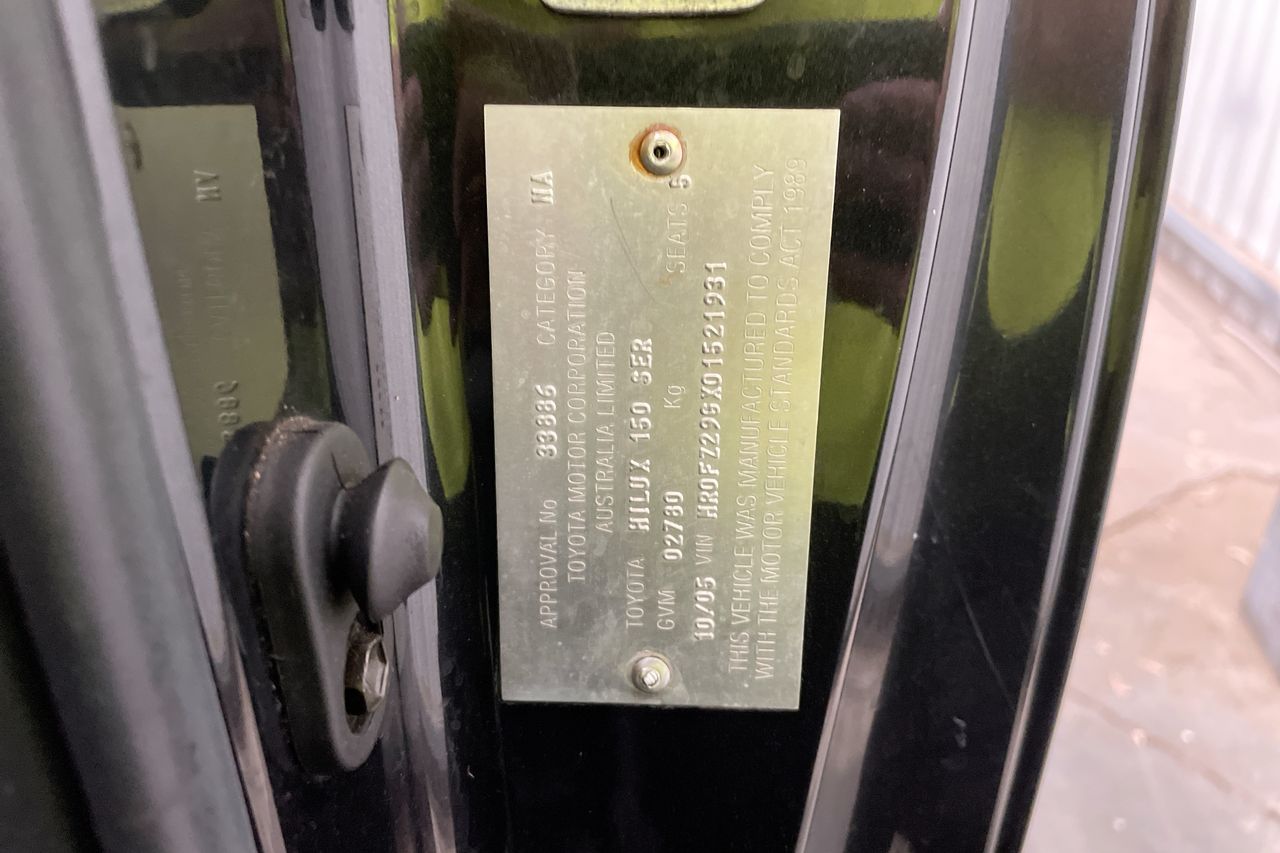 APPROVAL No 33886 CATEGORY NA
TOYOTA MOTOR CORPORATION
AUSTRALIA LIMITED
TOYOTA HILUX 150 SER
GVM 02780 Kg SEATS 5
10/05 VIN MR0FZ29GX01521931
THIS VEHICLE WAS MANUFACTURED TO COMPLY
WITH THE MOTOR VEHICLE STANDARDS ACT 1989